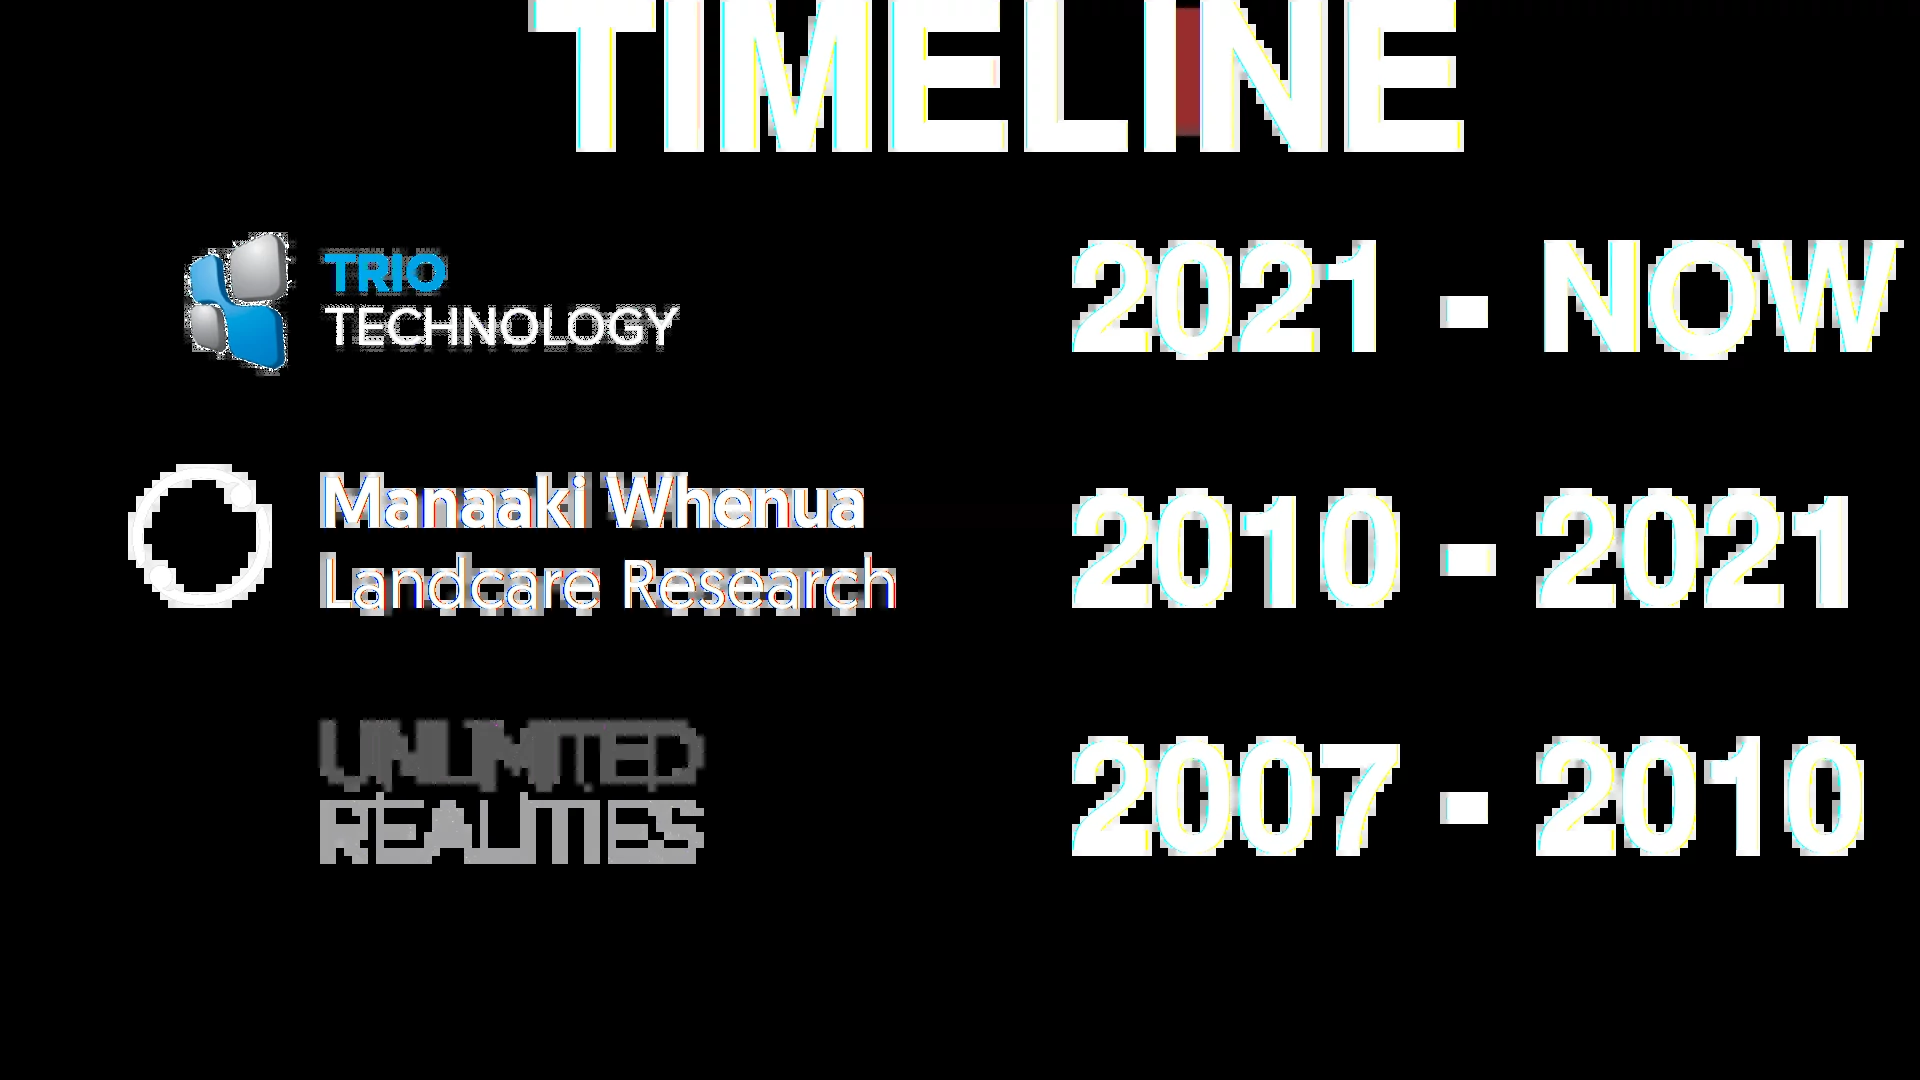 TIMELINE
TRIO
TECHNOLOGY
2021 - NOW
Manaaki Whenua
Landcare Research
2010 - 2021
UNLIMITED
REALITIES
2007 - 2010